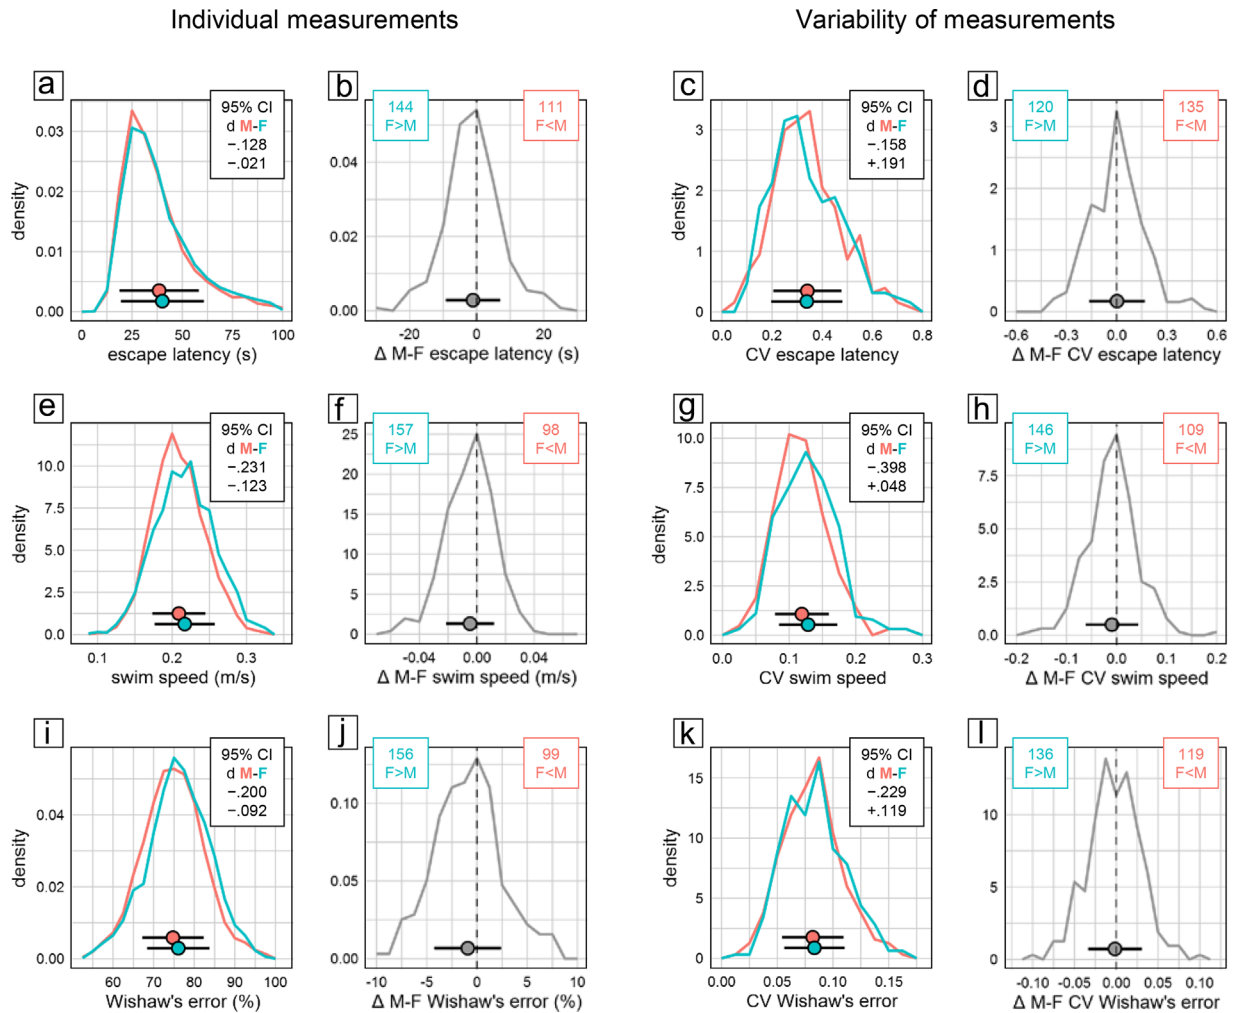 Individual measurements
Variability of measurements
a
95% CI
d M-F
−.128
−.021
density
0.03
0.02
0.01
0.00
0 25 50 75 100
escape latency (s)
b
144
F>M
111
F<M
0.04
0.02
0.00
-20 0 20
Δ M-F escape latency (s)
c
95% CI
d M-F
−.158
+.191
density
3
2
1
0
0.0 0.2 0.4 0.6 0.8
CV escape latency
d
120
F>M
135
F<M
3
2
1
0
-0.6 -0.3 0.0 0.3 0.6
Δ M-F CV escape latency
e
95% CI
d M-F
−.231
−.123
density
10.0
7.5
5.0
2.5
0.0
0.1 0.2 0.3
swim speed (m/s)
f
157
F>M
98
F<M
25
20
15
10
5
0
-0.04 0.00 0.04
Δ M-F swim speed (m/s)
g
95% CI
d M-F
-.398
+.048
density
10.0
7.5
5.0
2.5
0.0
0.0 0.1 0.2 0.3
CV swim speed
h
146
F>M
109
F<M
7.5
5.0
2.5
0.0
-0.2 -0.1 0.0 0.1 0.2
Δ M-F CV swim speed
i
95% CI
d M-F
−.200
−.092
density
0.04
0.02
0.00
60 70 80 90 100
Wishaw's error (%)
j
156
F>M
99
F<M
0.10
0.05
0.00
-10 -5 0 5 10
Δ M-F Wishaw's error (%)
k
95% CI
d M-F
−.229
+.119
density
15
10
5
0
0.00 0.05 0.10 0.15
CV Wishaw's error
l
136
F>M
119
F<M
10
5
0
-0.10 -0.05 0.00 0.05 0.10
Δ M-F CV Wishaw's error